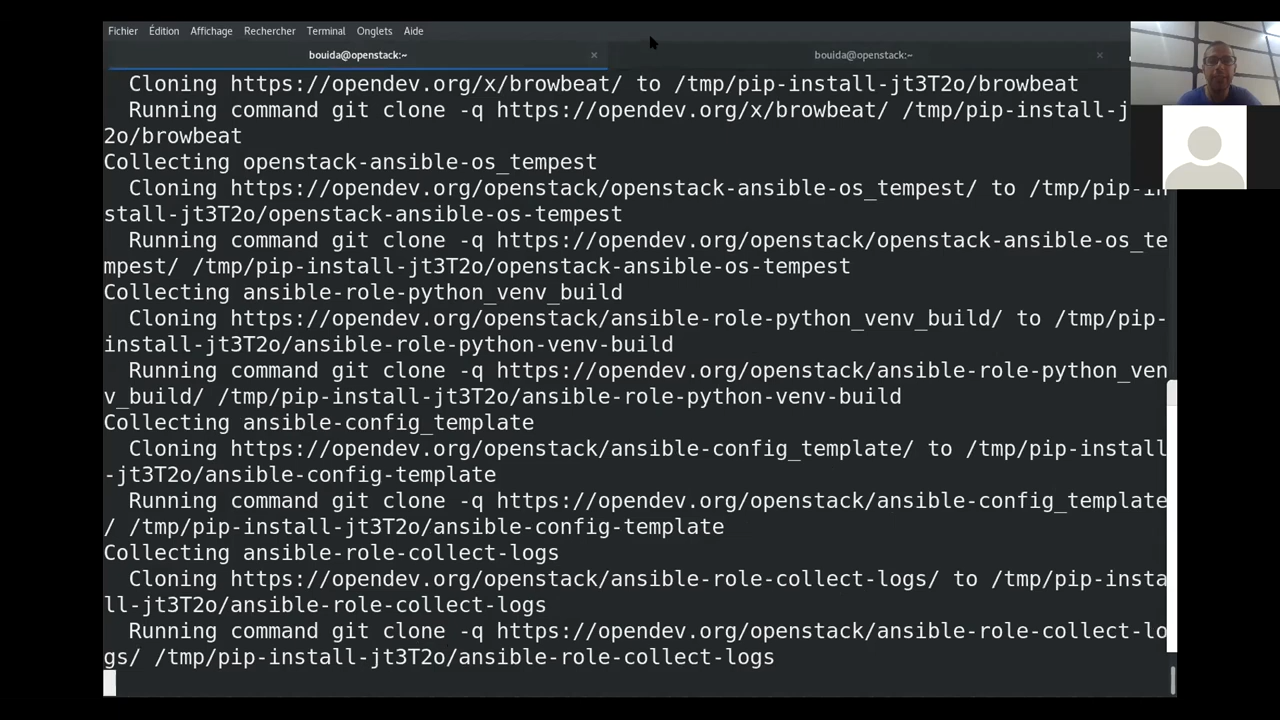 Fichier Édition Affichage Rechercher Terminal Onglets Aide
bouida@openstack:~ × bouida@openstack:~ ×
Cloning https://opendev.org/x/browbeat/ to /tmp/pip-install-jt3T2o/browbeat
Running command git clone -q https://opendev.org/x/browbeat/ /tmp/pip-install-j
2o/browbeat
Collecting openstack-ansible-os_tempest
Cloning https://opendev.org/openstack/openstack-ansible-os_tempest/ to /tmp/pip-in
stall-jt3T2o/openstack-ansible-os-tempest
Running command git clone -q https://opendev.org/openstack/openstack-ansible-os_te
mpest/ /tmp/pip-install-jt3T2o/openstack-ansible-os-tempest
Collecting ansible-role-python_venv_build
Cloning https://opendev.org/openstack/ansible-role-python_venv_build/ to /tmp/pip-
install-jt3T2o/ansible-role-python-venv-build
Running command git clone -q https://opendev.org/openstack/ansible-role-python_ven
v_build/ /tmp/pip-install-jt3T2o/ansible-role-python-venv-build
Collecting ansible-config_template
Cloning https://opendev.org/openstack/ansible-config_template/ to /tmp/pip-install
-jt3T2o/ansible-config-template
Running command git clone -q https://opendev.org/openstack/ansible-config_template
/ /tmp/pip-install-jt3T2o/ansible-config-template
Collecting ansible-role-collect-logs
Cloning https://opendev.org/openstack/ansible-role-collect-logs/ to /tmp/pip-insta
ll-jt3T2o/ansible-role-collect-logs
Running command git clone -q https://opendev.org/openstack/ansible-role-collect-lo
gs/ /tmp/pip-install-jt3T2o/ansible-role-collect-logs